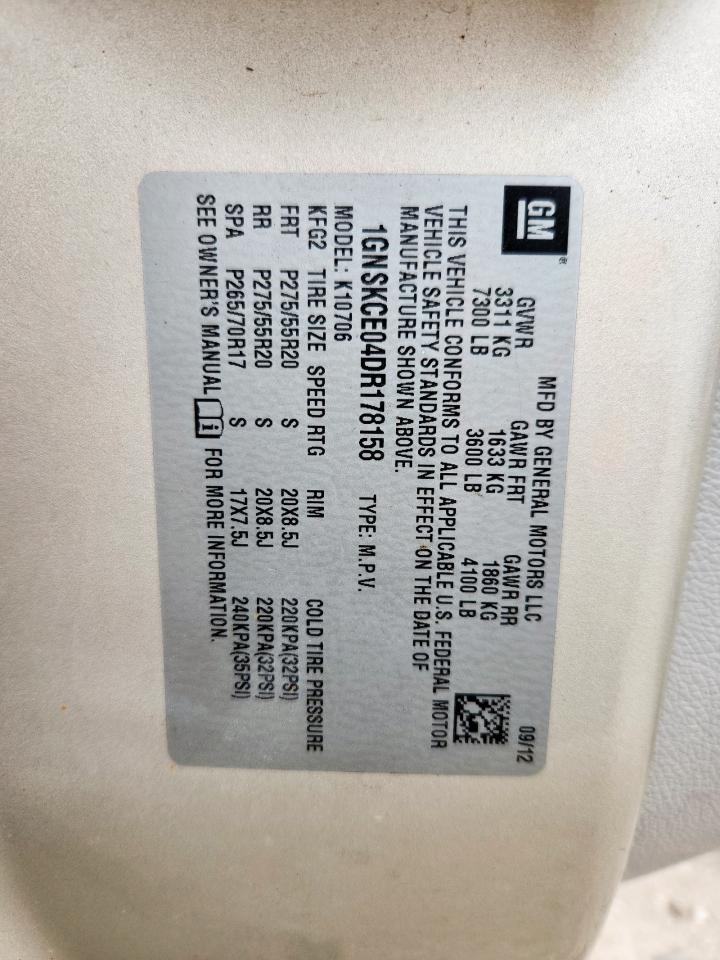 GM
MFD BY GENERAL MOTORS LLC 09/12
GVWR GAWR FRT GAWR RR
3311 KG 1633 KG 1860 KG
7300 LB 3600 LB 4100 LB
THIS VEHICLE CONFORMS TO ALL APPLICABLE U.S. FEDERAL MOTOR
VEHICLE SAFETY STANDARDS IN EFFECT ON THE DATE OF
MANUFACTURE SHOWN ABOVE.
1GNSKCE04DR178158 TYPE: M.P.V.
MODEL: K10706
KFG2 TIRE SIZE SPEED RTG RIM COLD TIRE PRESSURE
FRT P275/55R20 S 20X8.5J 220KPA(32PSI)
RR P275/55R20 S 20X8.5J 220KPA(32PSI)
SPA P265/70R17 S 17X7.5J 240KPA(35PSI)
SEE OWNER'S MANUAL FOR MORE INFORMATION.